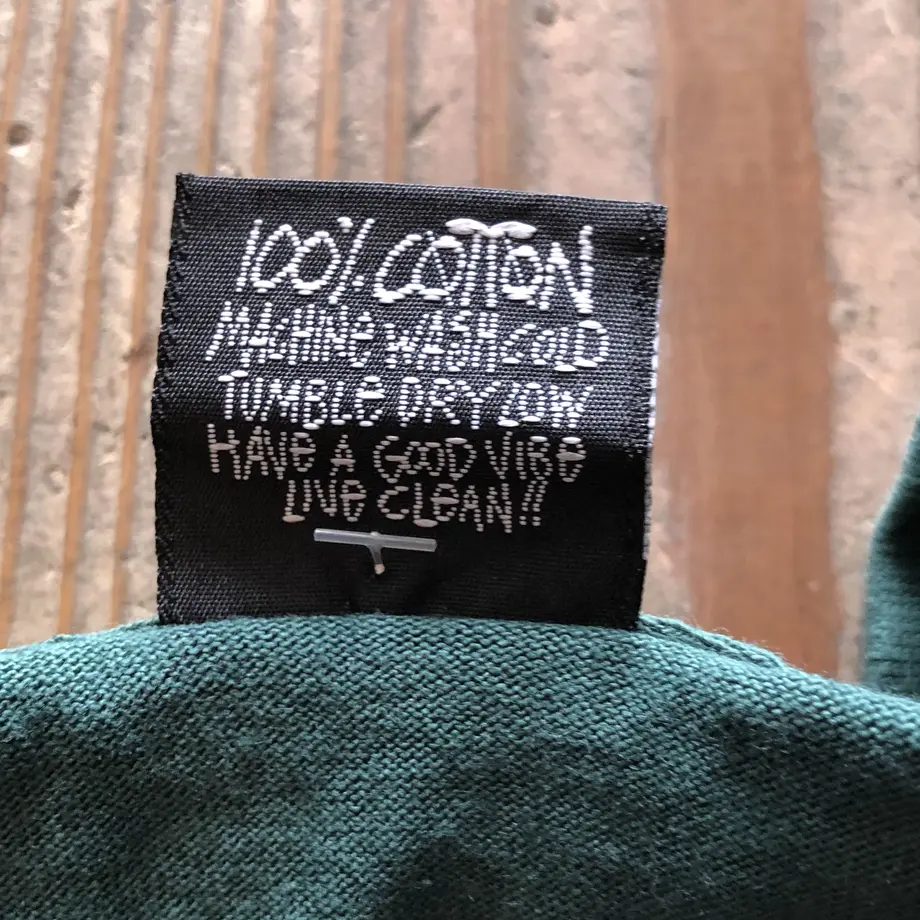 100% COTTON
MACHINE WASH COLD
TUMBLE DRY LOW
HAVE A GOOD VIBE
LIVE CLEAN!!